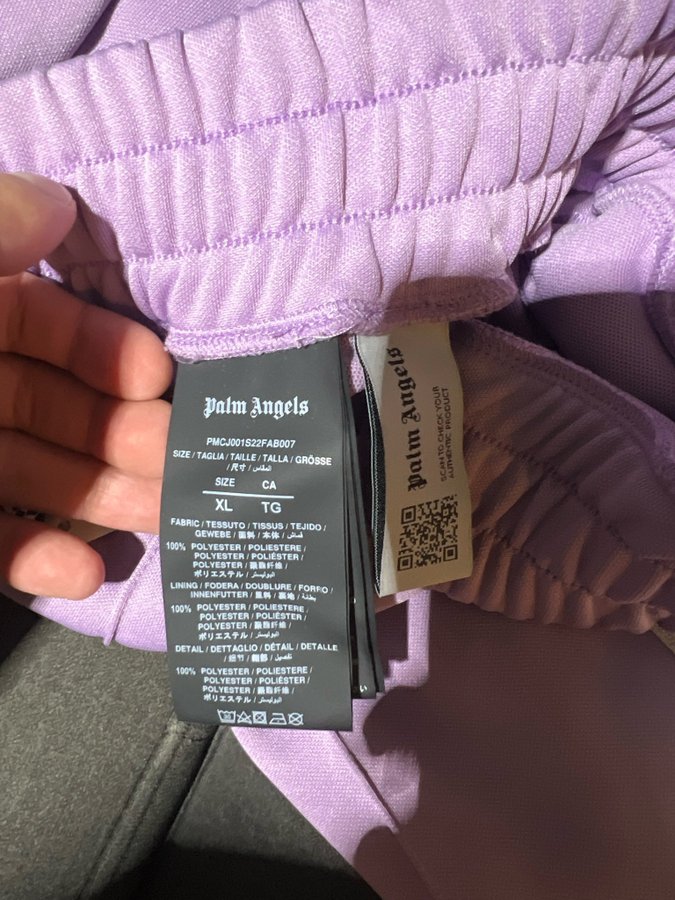 Palm Angels
PMCJ001S22FAB007
SIZE / TAGLIA / TAILLE / TALLA / GRÖSSE
/ 尺寸 / المقاس
SIZE CA
XL TG
FABRIC / TESSUTO / TISSUS / TEJIDO /
GEWEBE / 面料 / 本体 / قماش
100% POLYESTER / POLIESTERE /
POLYESTER / POLIÉSTER /
POLYESTER / 聚酯纤维 /
ポリエステル / البوليستر
LINING / FODERA / DOUBLURE / FORRO /
INNENFUTTER / 里料 / 裏地 / بطانة
100% POLYESTER / POLIESTERE /
POLYESTER / POLIÉSTER /
POLYESTER / 聚酯纤维 /
ポリエステル / البوليستر
DETAIL / DETTAGLIO / DÉTAIL / DETALLE
/ 细节 / تفصيل
100% POLYESTER / POLIESTERE /
POLYESTER / POLIÉSTER /
POLYESTER / 聚酯纤维 /
ポリエステル / البوليستر
Palm Angels
SCAN TO CHECK YOUR
AUTHENTIC PRODUCT